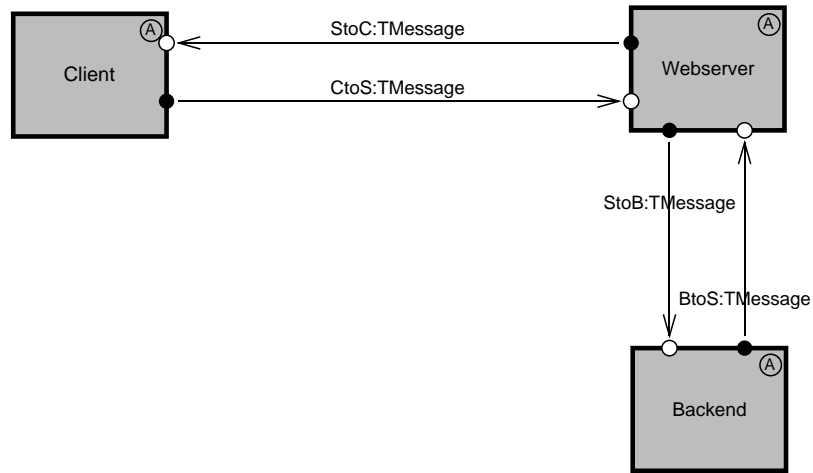 A
StoC:TMessage
A
Client
Webserver
CtoS:TMessage
StoB:TMessage
BtoS:TMessage
A
Backend